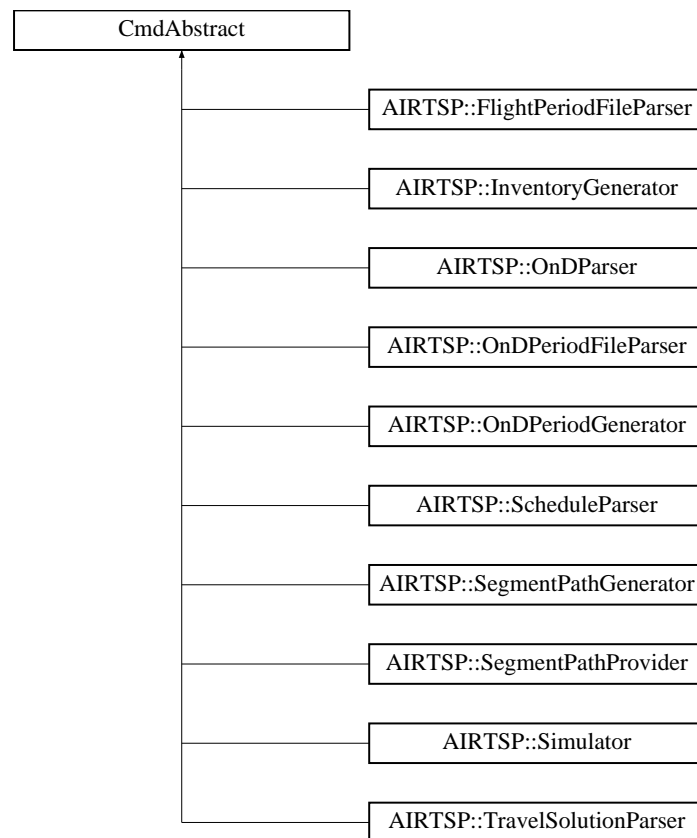 CmdAbstract
AIRTSP::FlightPeriodFileParser
AIRTSP::InventoryGenerator
AIRTSP::OnDParser
AIRTSP::OnDPeriodFileParser
AIRTSP::OnDPeriodGenerator
AIRTSP::ScheduleParser
AIRTSP::SegmentPathGenerator
AIRTSP::SegmentPathProvider
AIRTSP::Simulator
AIRTSP::TravelSolutionParser